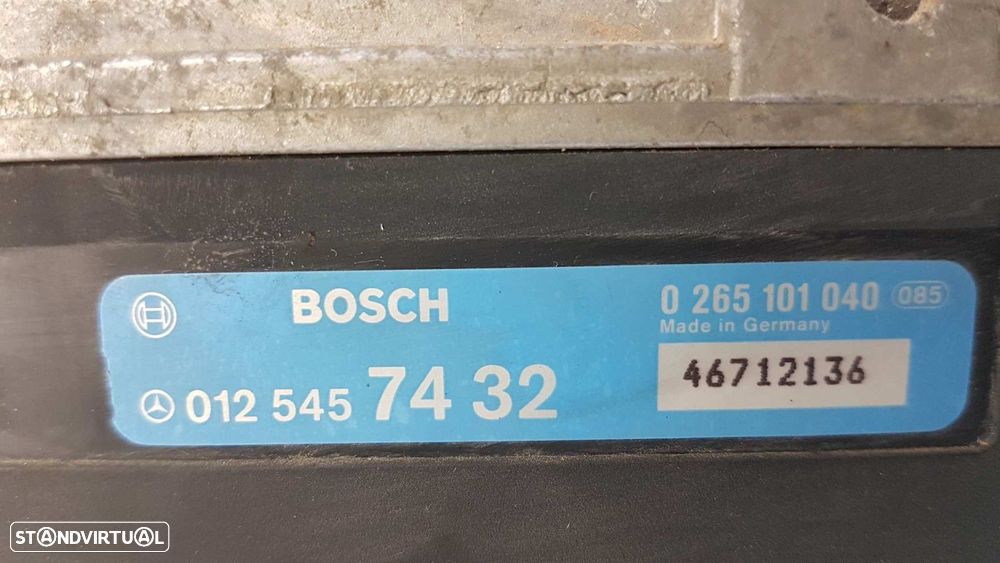 BOSCH
0 265 101 040 085
Made in Germany
46712136
012 545 74 32
STANDVIRTUAL